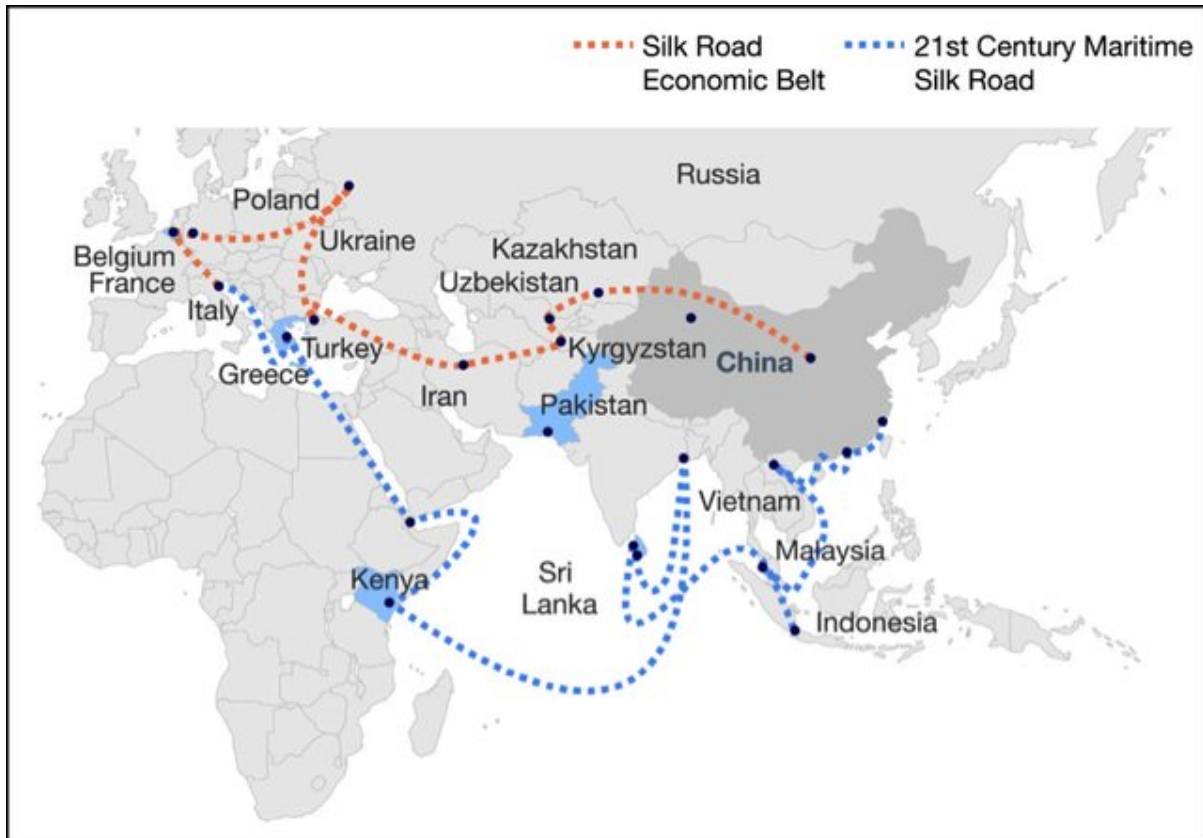 Silk Road
Economic Belt
21st Century Maritime
Silk Road
Russia
Poland
Ukraine
Kazakhstan
Belgium
France
Uzbekistan
Italy
Turkey
Kyrgyzstan
China
Greece
Iran
Pakistan
Vietnam
Malaysia
Kenya
Sri
Lanka
Indonesia